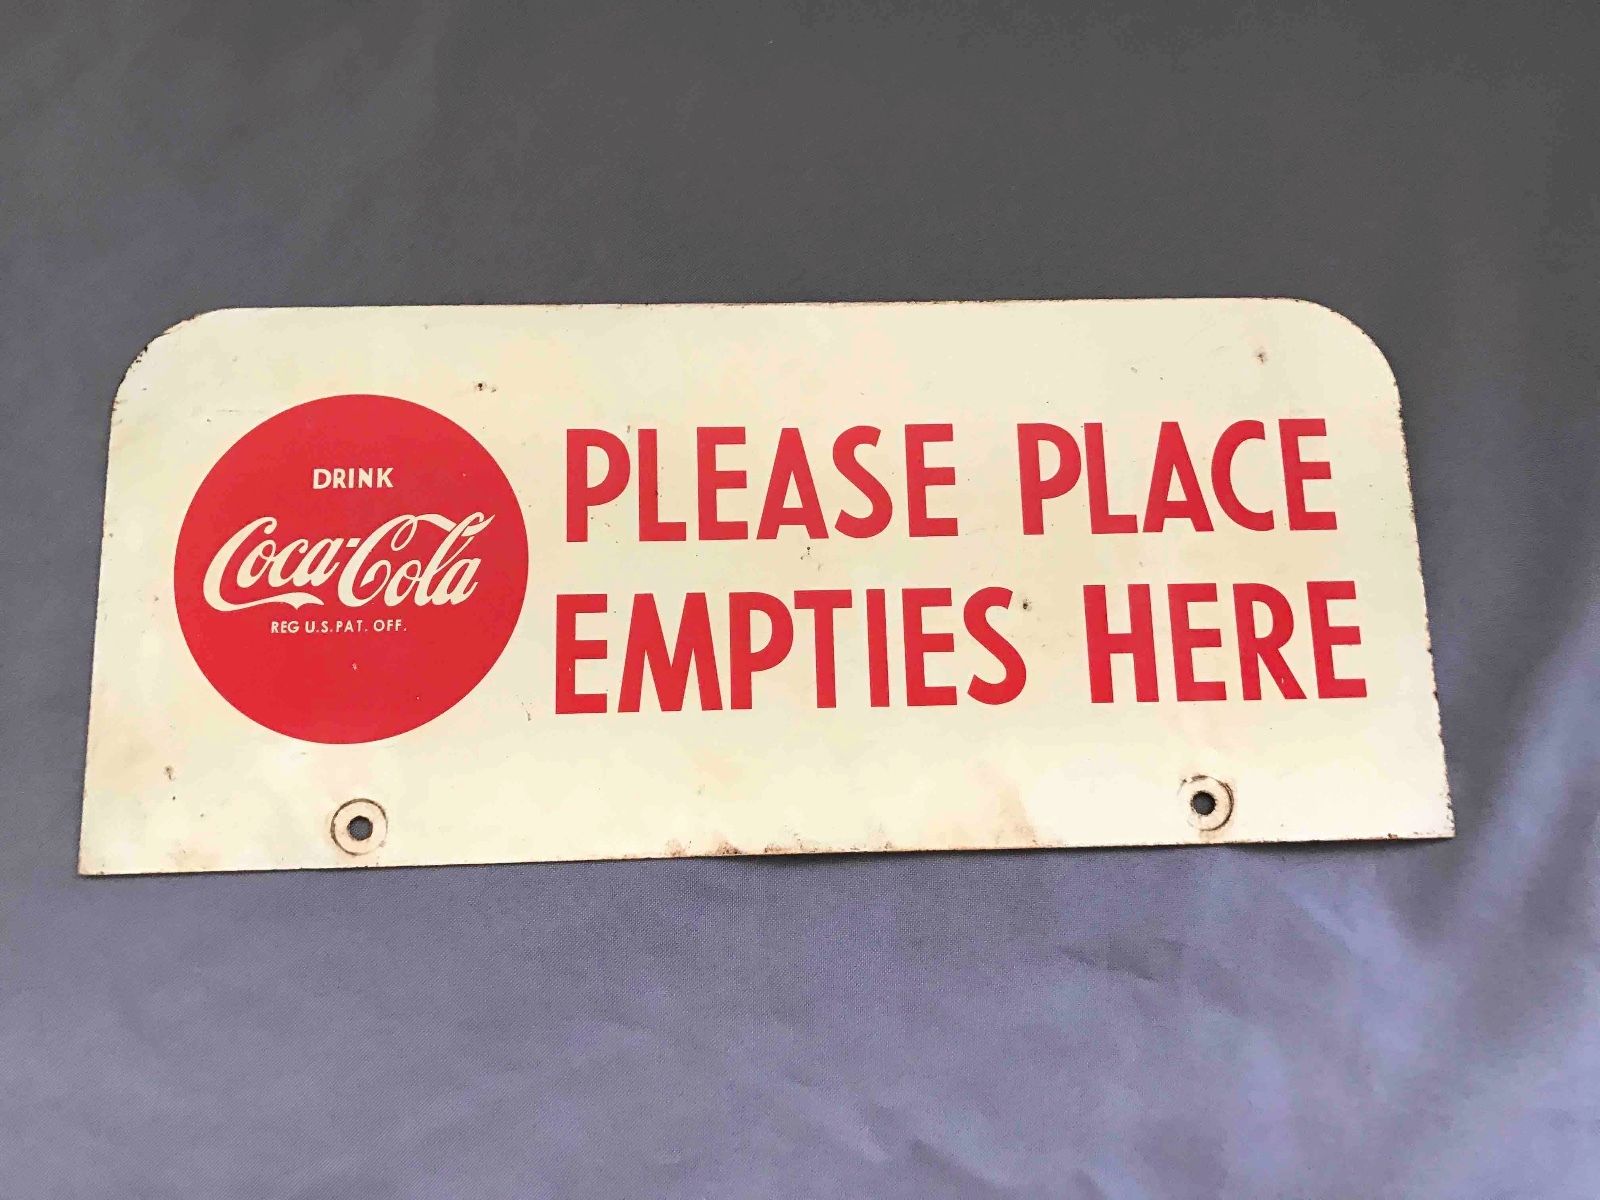 DRINK
Coca-Cola
REG U.S. PAT. OFF.
PLEASE PLACE
EMPTIES HERE